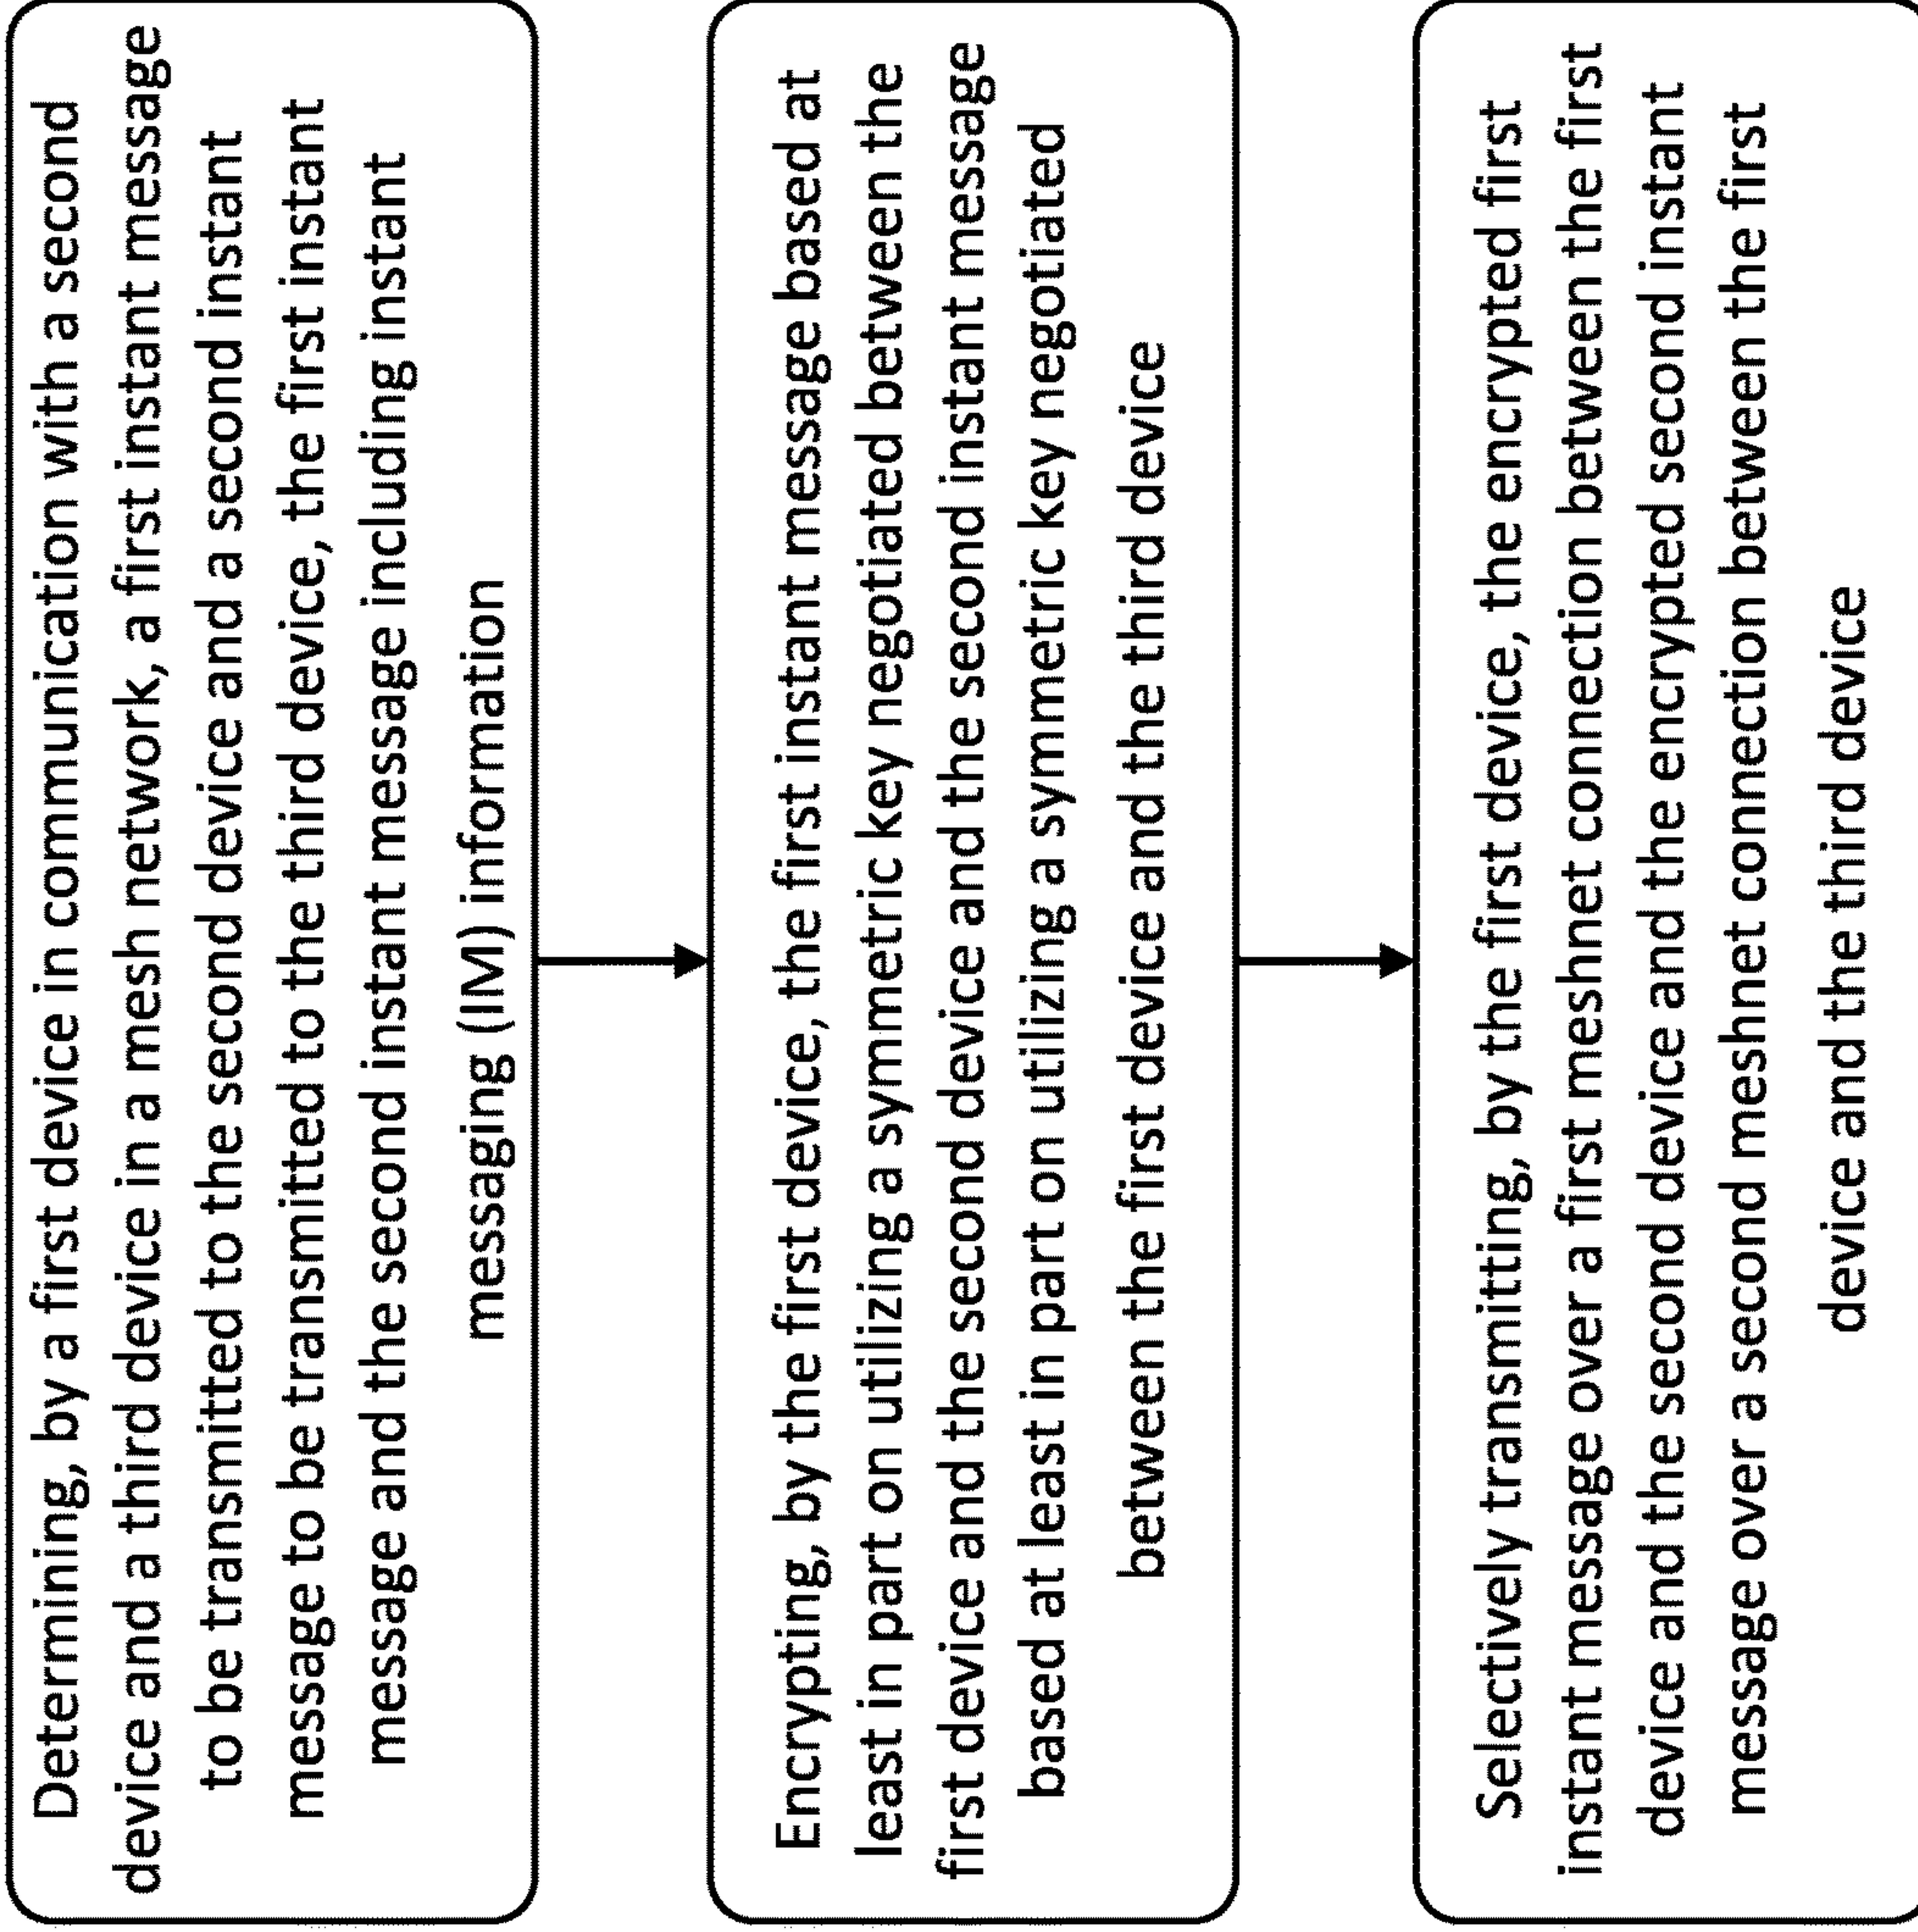 Determining, by a first device in communication with a second
device and a third device in a mesh network, a first instant message
to be transmitted to the second device and a second instant
message to be transmitted to the third device, the first instant
message and the second instant message including instant
messaging (IM) information
Encrypting, by the first device, the first instant message based at
least in part on utilizing a symmetric key negotiated between the
first device and the second device and the second instant message
based at least in part on utilizing a symmetric key negotiated
between the first device and the third device
Selectively transmitting, by the first device, the encrypted first
instant message over a first meshnet connection between the first
device and the second device and the encrypted second instant
message over a second meshnet connection between the first
device and the third device